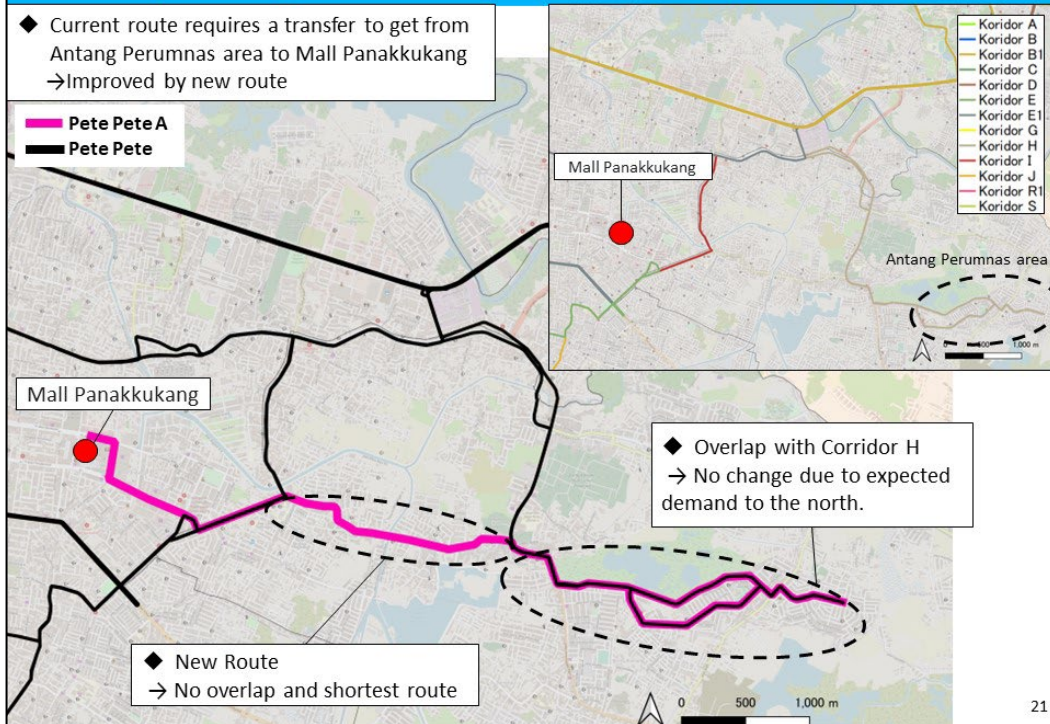 ◆ Current route requires a transfer to get from
Antang Perumnas area to Mall Panakkukang
→Improved by new route
Pete Pete A
Pete Pete
Koridor A
Koridor B
Koridor B1
Koridor C
Koridor D
Koridor E
Koridor E1
Koridor G
Koridor H
Koridor I
Koridor J
Koridor R1
Koridor S
Mall Panakkukang
Antang Perumnas area
0 500 1,000 m
Mall Panakkukang
◆ Overlap with Corridor H
→ No change due to expected
demand to the north.
◆ New Route
→ No overlap and shortest route
0 500 1,000 m
21